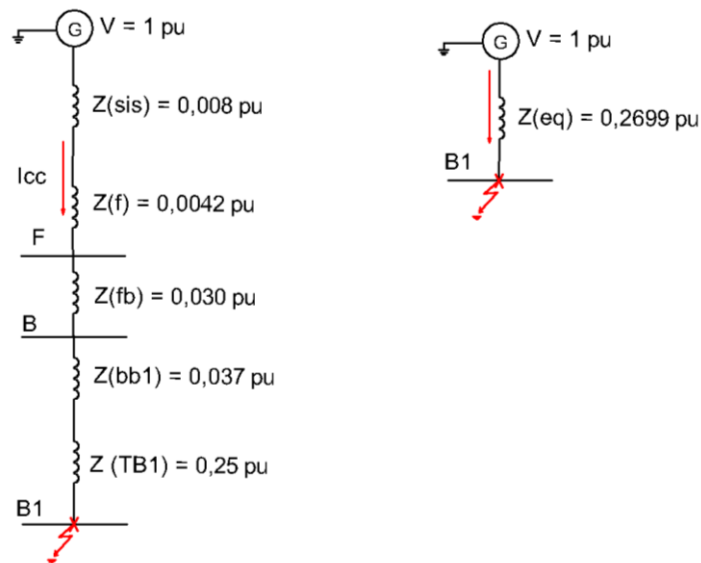 G V = 1 pu
Z(sis) = 0,008 pu
Icc
Z(f) = 0,0042 pu
F
Z(fb) = 0,030 pu
B
Z(bb1) = 0,037 pu
Z (TB1) = 0,25 pu
B1
G V = 1 pu
Z(eq) = 0,2699 pu
B1